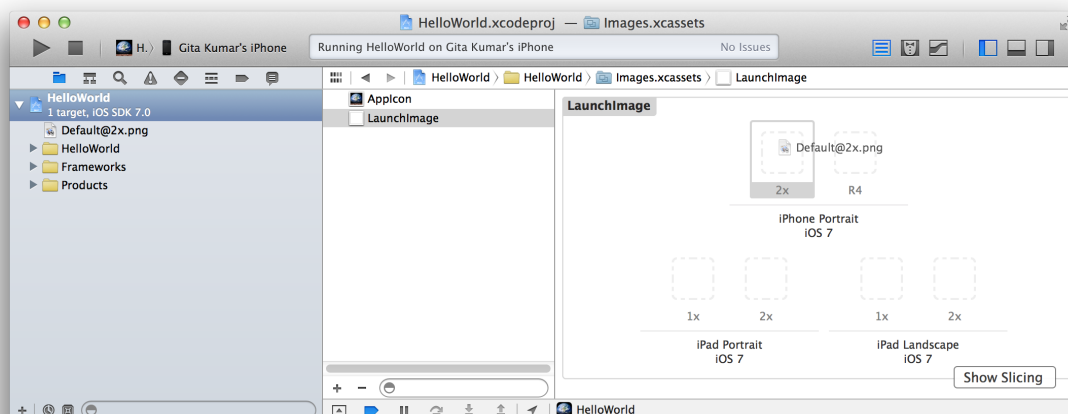 HelloWorld.xcodeproj — Images.xcassets
H. Gita Kumar's iPhone
Running HelloWorld on Gita Kumar's iPhone No Issues
HelloWorld HelloWorld Images.xcassets LaunchImage
HelloWorld
1 target, iOS SDK 7.0
Default@2x.png
HelloWorld
Frameworks
Products
AppIcon
LaunchImage
LaunchImage
Default@2x.png
2x R4
iPhone Portrait
iOS 7
1x 2x 1x 2x
iPad Portrait iPad Landscape
iOS 7 iOS 7
Show Slicing
HelloWorld